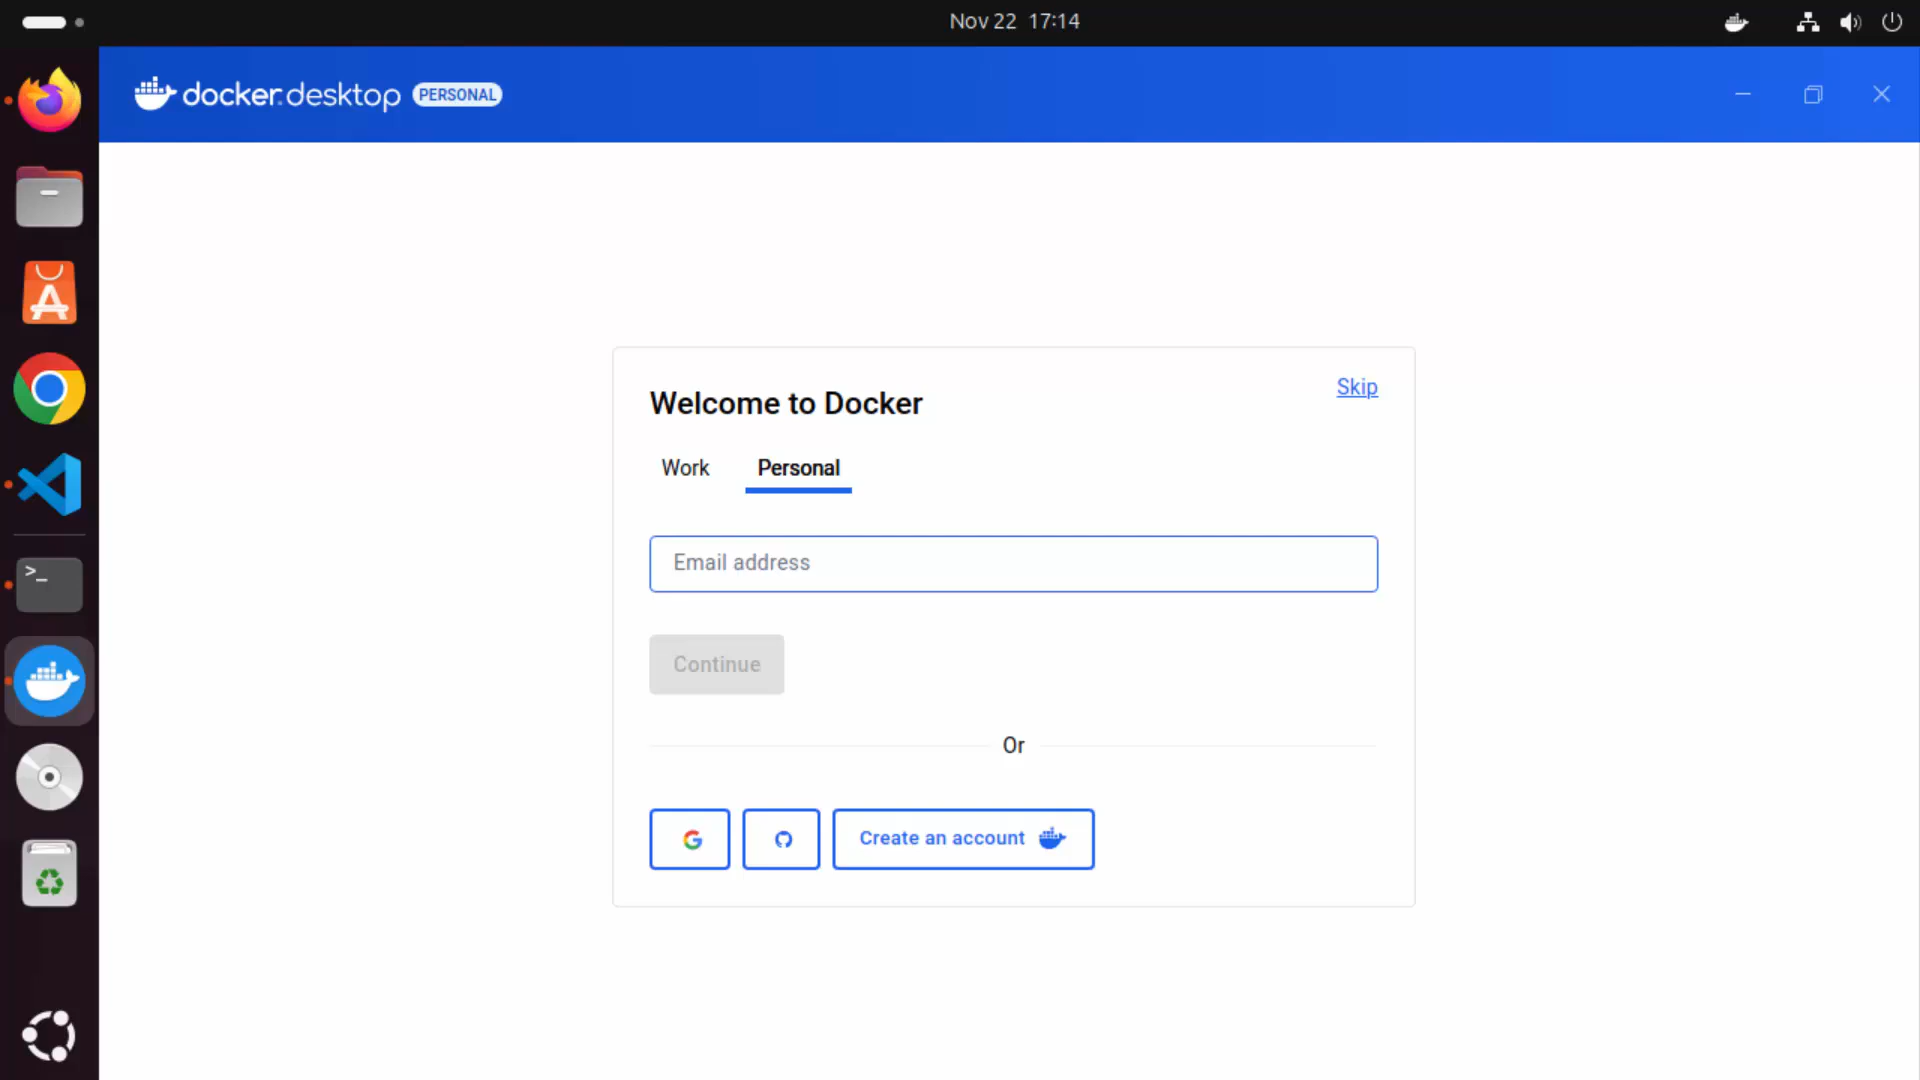 Nov 22 17:14
docker.desktop PERSONAL
Skip
Welcome to Docker
Work Personal
Email address
Continue
Or
Create an account